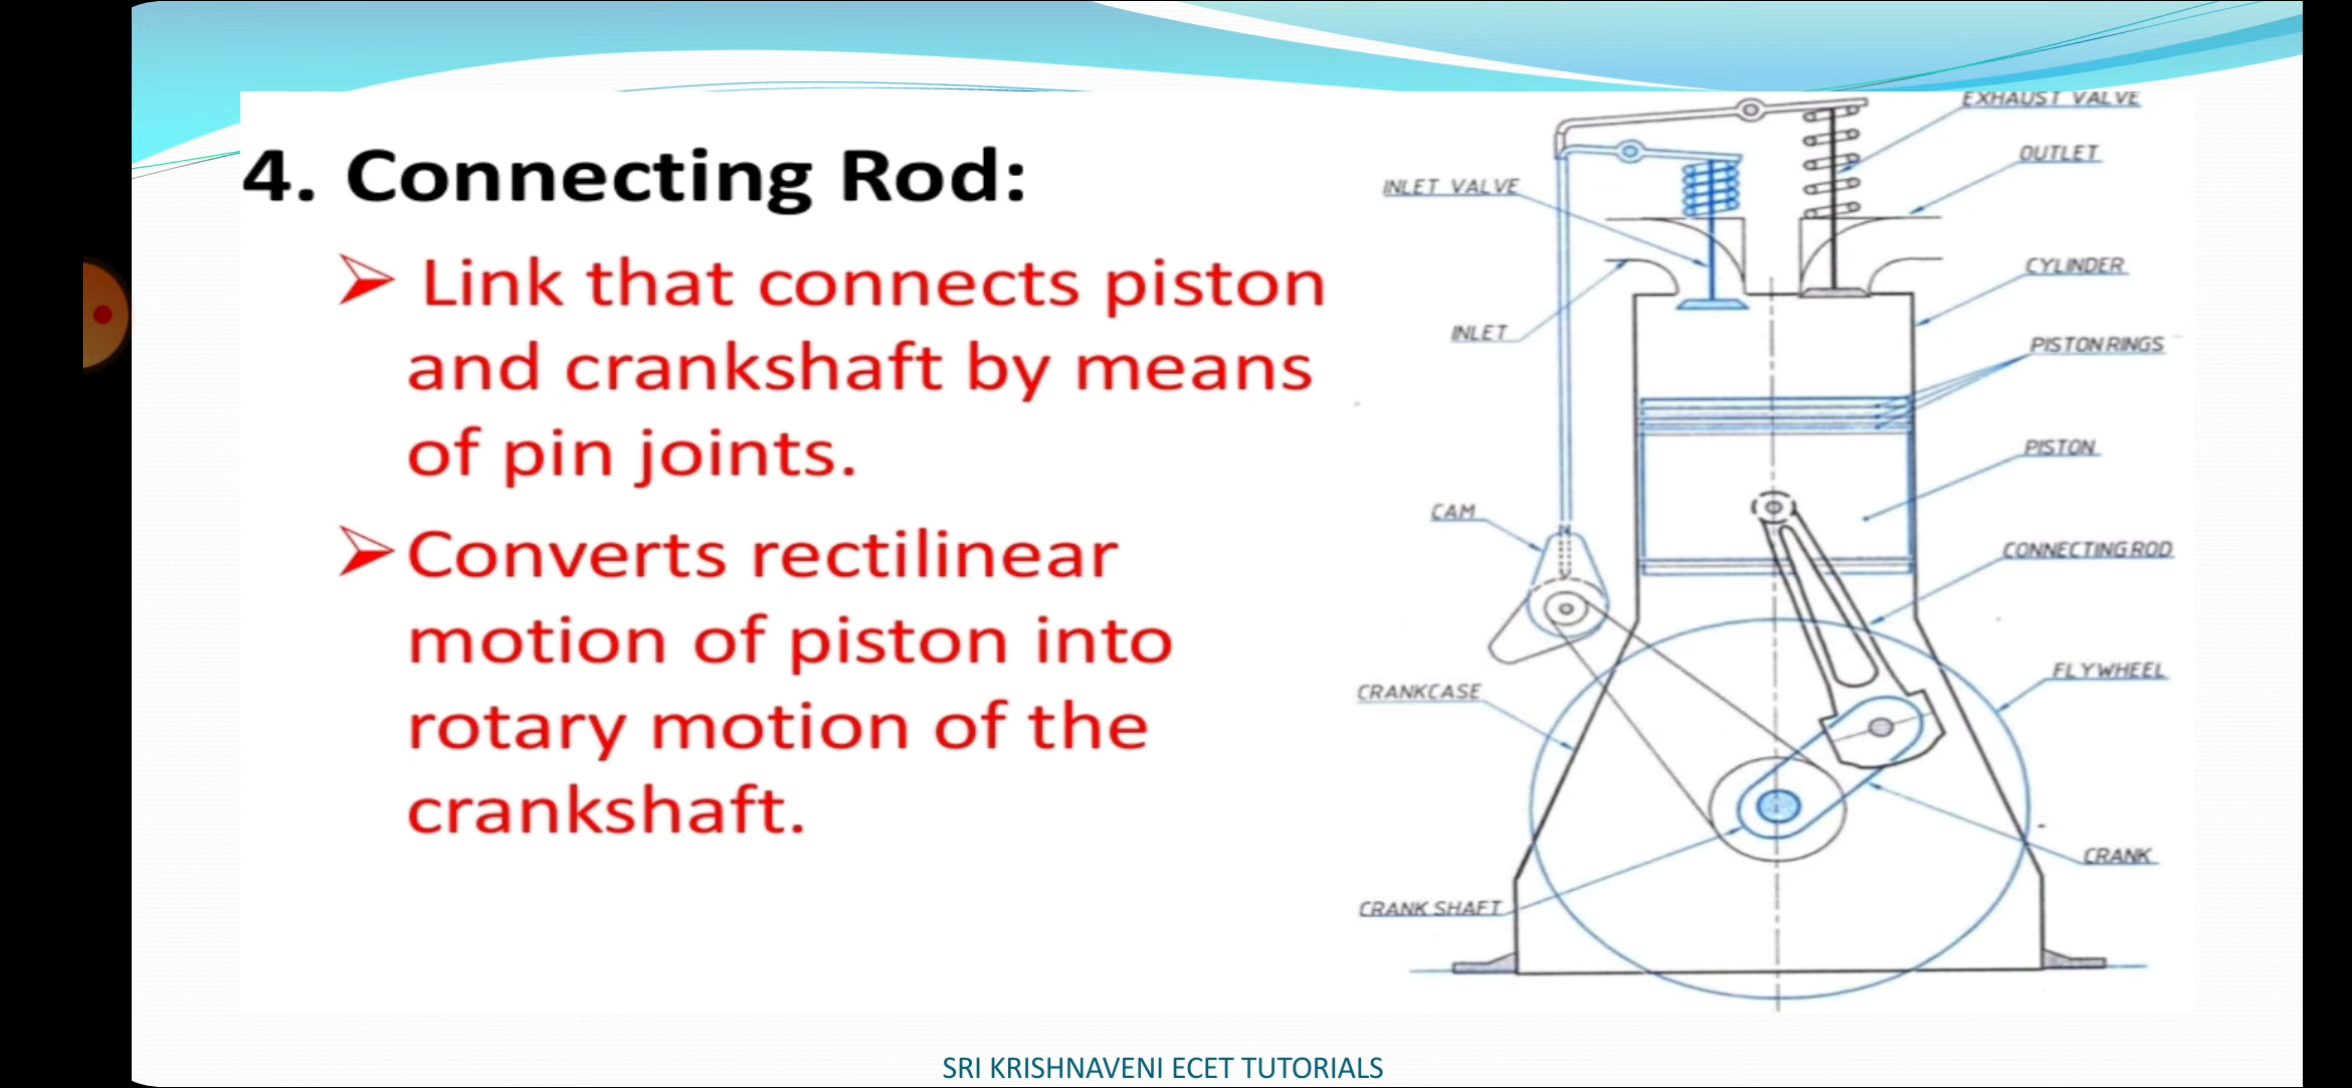 4. Connecting Rod:
Link that connects piston
and crankshaft by means
of pin joints.
Converts rectilinear
motion of piston into
rotary motion of the
crankshaft.
EXHAUST VALVE
OUTLET
INLET VALVE
CYLINDER
INLET
PISTON RINGS
PISTON
CAM
CONNECTING ROD
FLYWHEEL
CRANKCASE
CRANK
CRANK SHAFT
SRI KRISHNAVENI ECET TUTORIALS